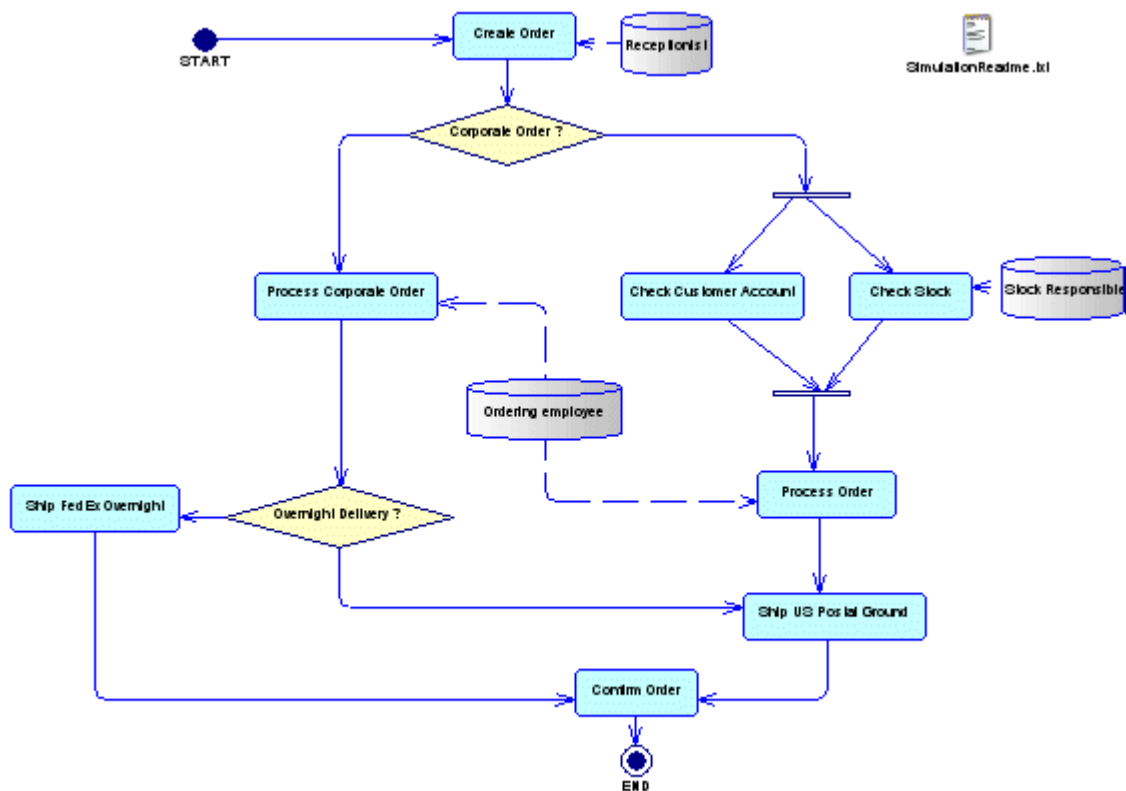 Create Order
Receptionist
START
SimulationReadme.txt
Corporate Order ?
Process Corporate Order
Check Customer Account
Check Stock
Stock Responsible
Ordering employee
Process Order
Ship FedEx Overnight
Overnight Delivery ?
Ship US Postal Ground
Confirm Order
END